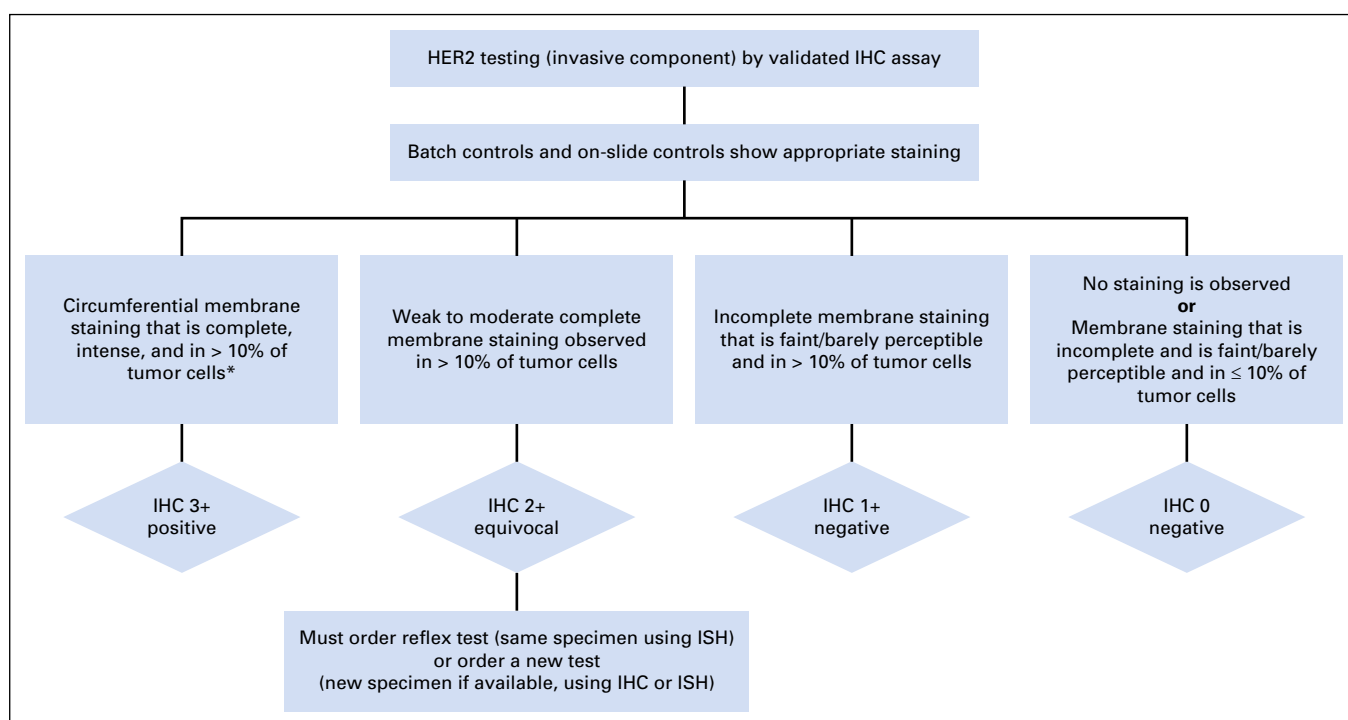 HER2 testing (invasive component) by validated IHC assay
Batch controls and on-slide controls show appropriate staining
Circumferential membrane
staining that is complete,
intense, and in > 10% of
tumor cells*
Weak to moderate complete
membrane staining observed
in > 10% of tumor cells
Incomplete membrane staining
that is faint/barely perceptible
and in > 10% of tumor cells
No staining is observed
or
Membrane staining that is
incomplete and is faint/barely
perceptible and in ≤ 10% of
tumor cells
IHC 3+
positive
IHC 2+
equivocal
IHC 1+
negative
IHC 0
negative
Must order reflex test (same specimen using ISH)
or order a new test
(new specimen if available, using IHC or ISH)